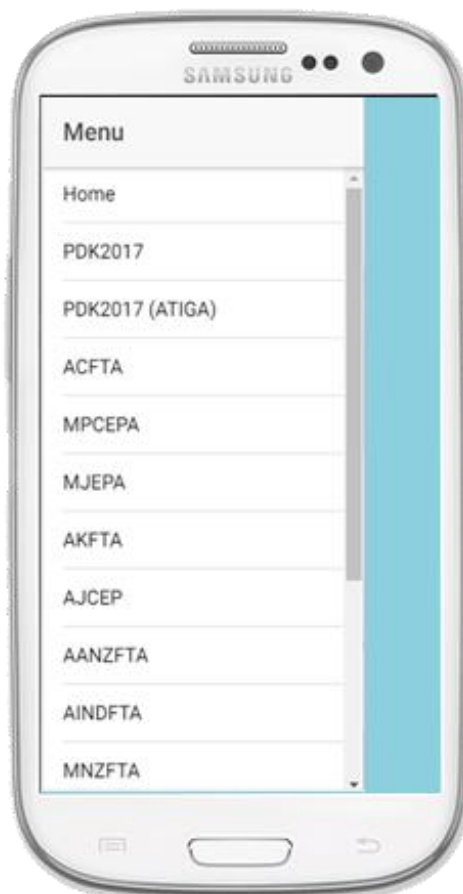 SAMSUNG
Menu
Home
PDK2017
PDK2017 (ATIGA)
ACFTA
MPCEPA
MJEPA
AKFTA
AJCEP
AANZFTA
AINDFTA
MNZFTA